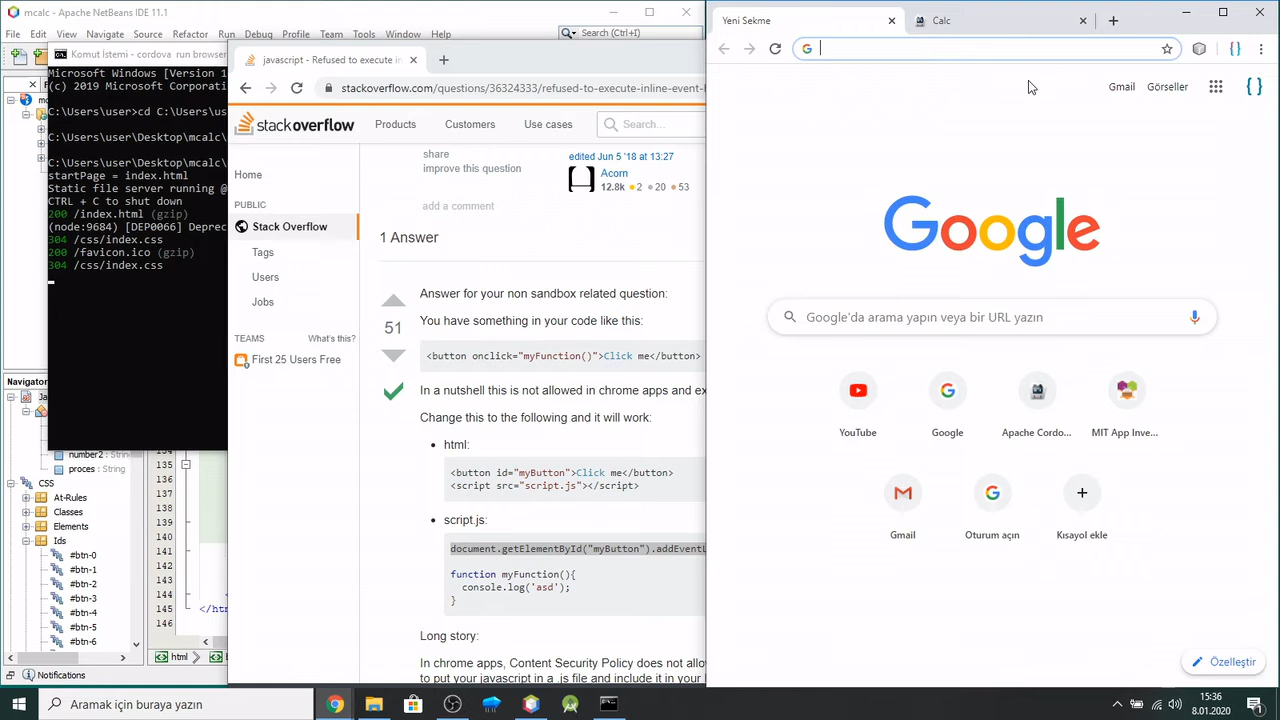 mcalc - Apache NetBeans IDE 11.1
File Edit View Navigate Source Refactor Run Debug Profile Team Tools Window Help
Search (Ctrl+I)
Komut İstemi - cordova run browser
Microsoft Windows [Version 1
(c) 2019 Microsoft Corporati
C:\Users\user>cd C:\Users\us
C:\Users\user\Desktop\mcalc\
C:\Users\user\Desktop\mcalc\
startPage = index.html
Static file server running @
CTRL + C to shut down
200 /index.html (gzip)
(node:9684) [DEP0066] Deprec
304 /css/index.css
200 /favicon.ico (gzip)
304 /css/index.css
Navigator
number2
proces : String
CSS
At-Rules
Classes
Elements
Ids
#btn-0
#btn-1
#btn-2
#btn-3
#btn-4
#btn-5
#btn-6
134
135
136
137
138
139
140
141
142
143
144
145
146
</ht
html
Notifications
javascript - Refused to execute in
stackoverflow.com/questions/36324333/refused-to-execute-inline-event-
stackoverflow
Products Customers Use cases
Search...
Home
PUBLIC
Stack Overflow
Tags
Users
Jobs
TEAMS What's this?
First 25 Users Free
share
improve this question
edited Jun 5 '18 at 13:27
Acorn
12.8k 2 20 53
add a comment
1 Answer
51
Answer for your non sandbox related question:
You have something in your code like this:
<button onclick="myFunction()">Click me</button>
In a nutshell this is not allowed in chrome apps and ex
Change this to the following and it will work:
html:
<button id="myButton">Click me</button>
<script src="script.js"></script>
script.js:
document.getElementById("myButton").addEventL
function myFunction(){
console.log('asd');
}
Long story:
In chrome apps, Content Security Policy does not allo
to put your javascript in a .js file and include it in your
Yeni Sekme
Calc
Gmail Görseller
Google
Google'da arama yapın veya bir URL yazın
YouTube
Google
Apache Cordo...
MIT App Inve...
Gmail
Oturum açın
Kısayol ekle
Özelleştir
Aramak için buraya yazın
15:36
8.01.2020